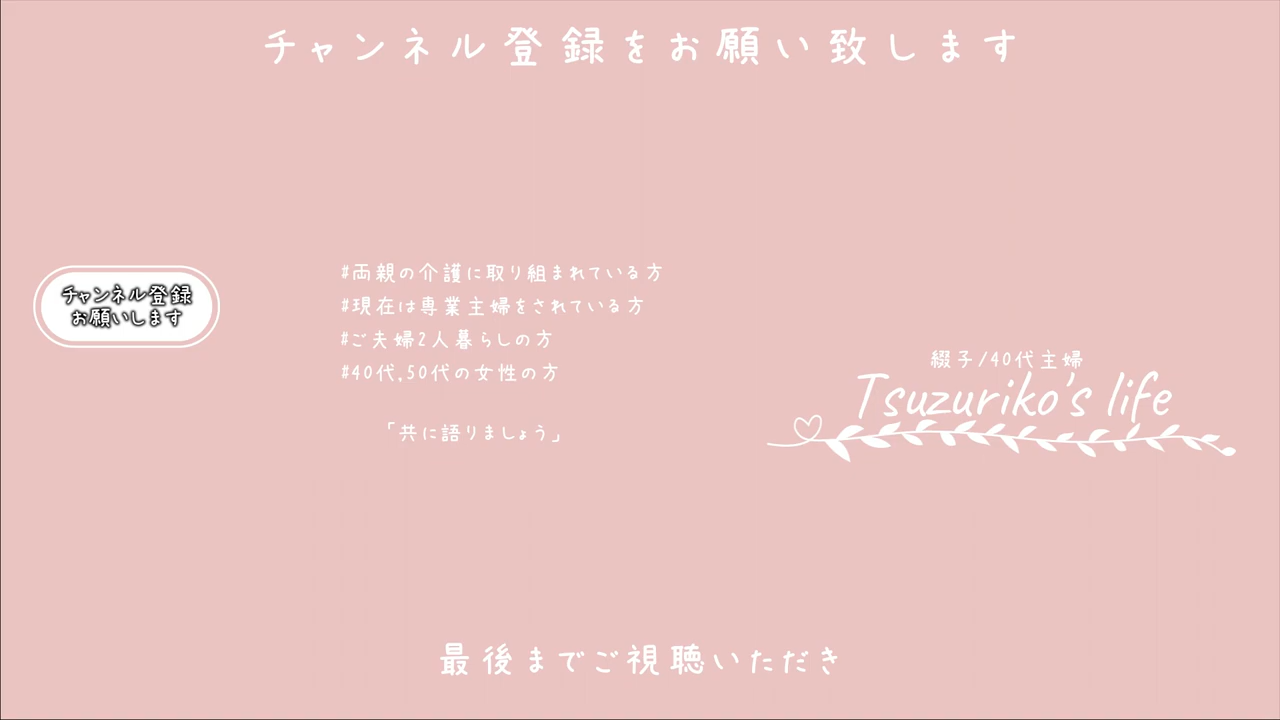 チャンネル登録をお願い致します
チャンネル登録
お願いします
#両親の介護に取り組まれている方
#現在は専業主婦をされている方
#ご夫婦2人暮らしの方
#40代,50代の女性の方
「共に語りましょう」
綴子/40代主婦
Tsuzuriko's life
最後までご視聴いただき